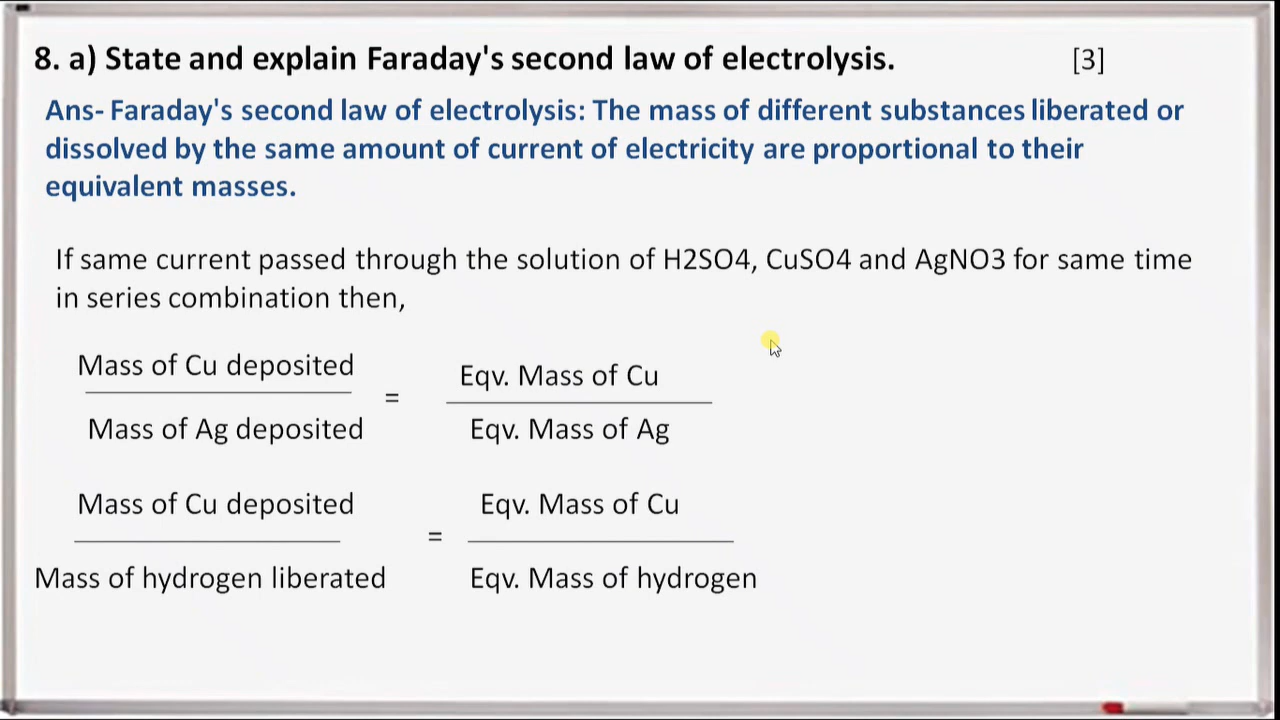 8. a) State and explain Faraday's second law of electrolysis. [3]
Ans- Faraday's second law of electrolysis: The mass of different substances liberated or
dissolved by the same amount of current of electricity are proportional to their
equivalent masses.
If same current passed through the solution of H2SO4, CuSO4 and AgNO3 for same time
in series combination then,
Mass of Cu deposited
Mass of Ag deposited
=
Eqv. Mass of Cu
Eqv. Mass of Ag
Mass of Cu deposited
Mass of hydrogen liberated
=
Eqv. Mass of Cu
Eqv. Mass of hydrogen